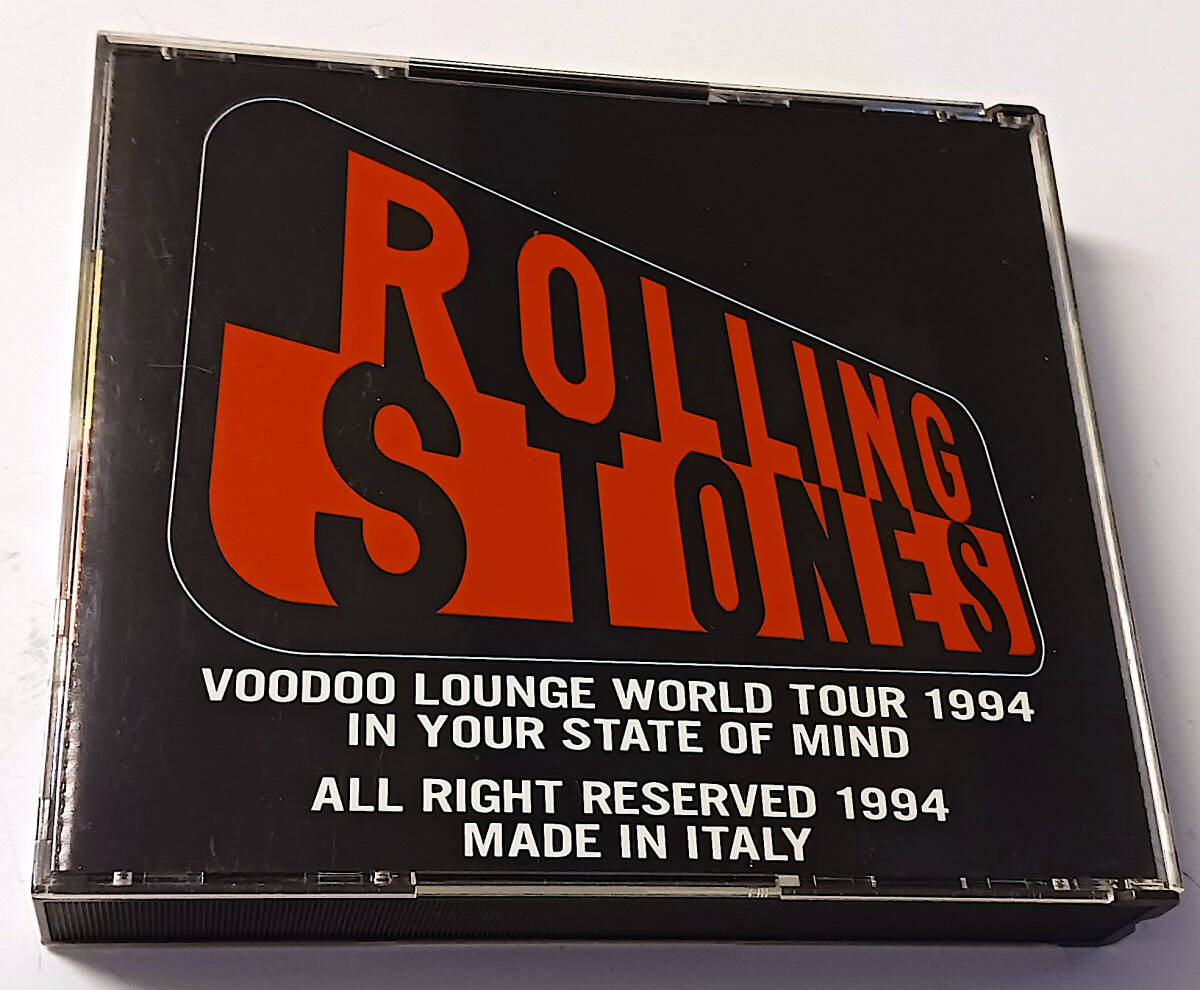 ROLLING
STONES
VOODOO LOUNGE WORLD TOUR 1994
IN YOUR STATE OF MIND
ALL RIGHT RESERVED 1994
MADE IN ITALY